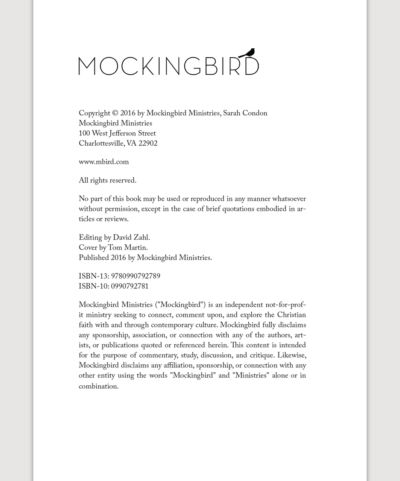 MOCKINGBIRD
Copyright © 2016 by Mockingbird Ministries, Sarah Condon
Mockingbird Ministries
100 West Jefferson Street
Charlottesville, VA 22902
www.mbird.com
All rights reserved.
No part of this book may be used or reproduced in any manner whatsoever
without permission, except in the case of brief quotations embodied in ar-
ticles or reviews.
Editing by David Zahl.
Cover by Tom Martin.
Published 2016 by Mockingbird Ministries.
ISBN-13: 9780990792789
ISBN-10: 0990792781
Mockingbird Ministries ("Mockingbird") is an independent not-for-prof-
it ministry seeking to connect, comment upon, and explore the Christian
faith with and through contemporary culture. Mockingbird fully disclaims
any sponsorship, association, or connection with any of the authors, art-
ists, or publications quoted or referenced herein. This content is intended
for the purpose of commentary, study, discussion, and critique. Likewise,
Mockingbird disclaims any affiliation, sponsorship, or connection with any
other entity using the words "Mockingbird" and "Ministries" alone or in
combination.